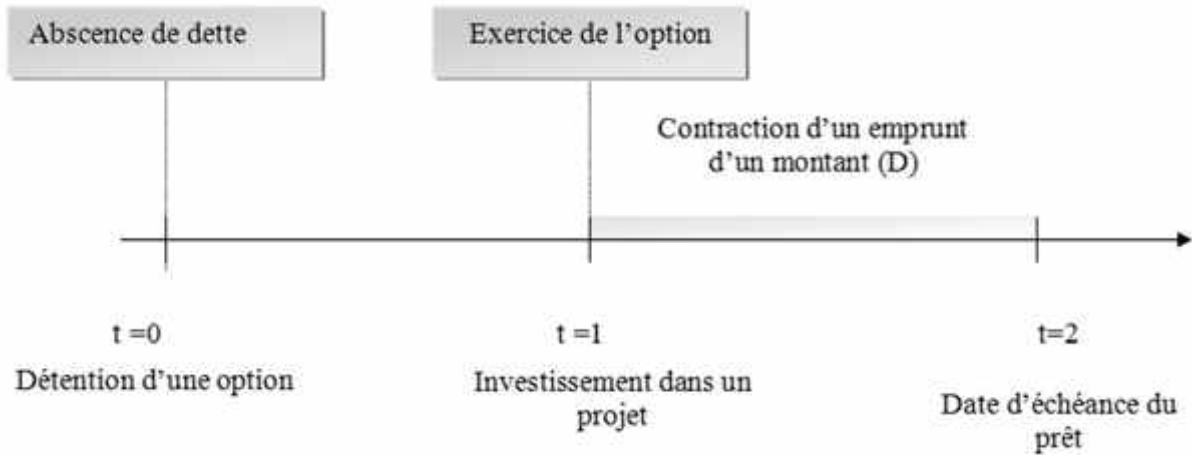 Abscence de dette
Exercice de l'option
Contraction d'un emprunt
d'un montant (D)
t =0
t =1
t=2
Détention d'une option
Investissement dans un
projet
Date d'échéance du
prêt